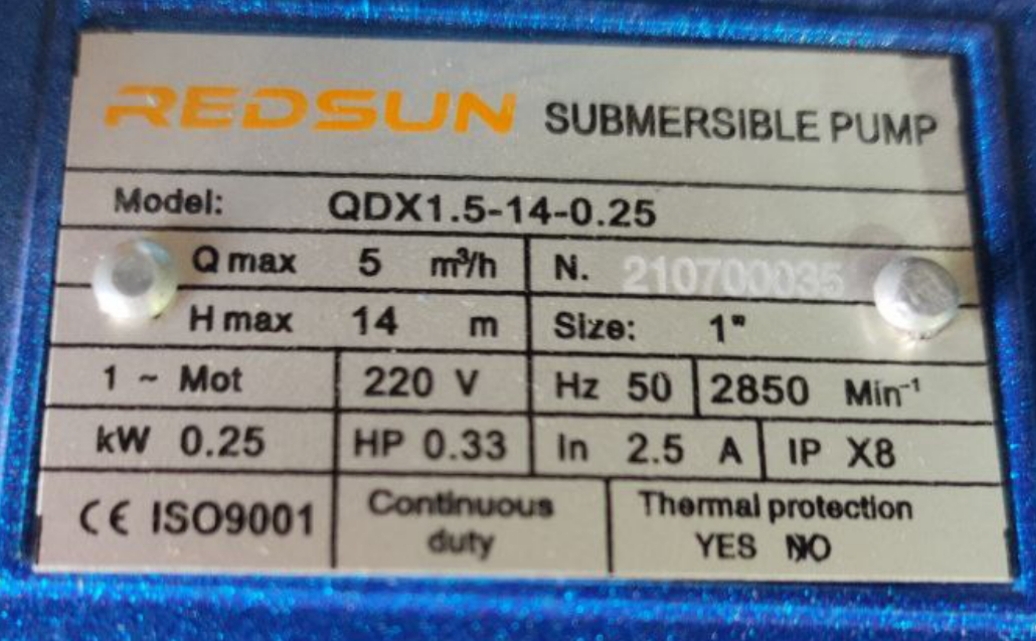 REDSUN SUBMERSIBLE PUMP
Model: QDX1.5-14-0.25
Q max 5 m³/h N. 210700035
H max 14 m Size: 1"
1 ~ Mot 220 V Hz 50 2850 Min⁻¹
kW 0.25 HP 0.33 In 2.5 A IP X8
CE ISO9001 Continuous duty Thermal protection YES NO